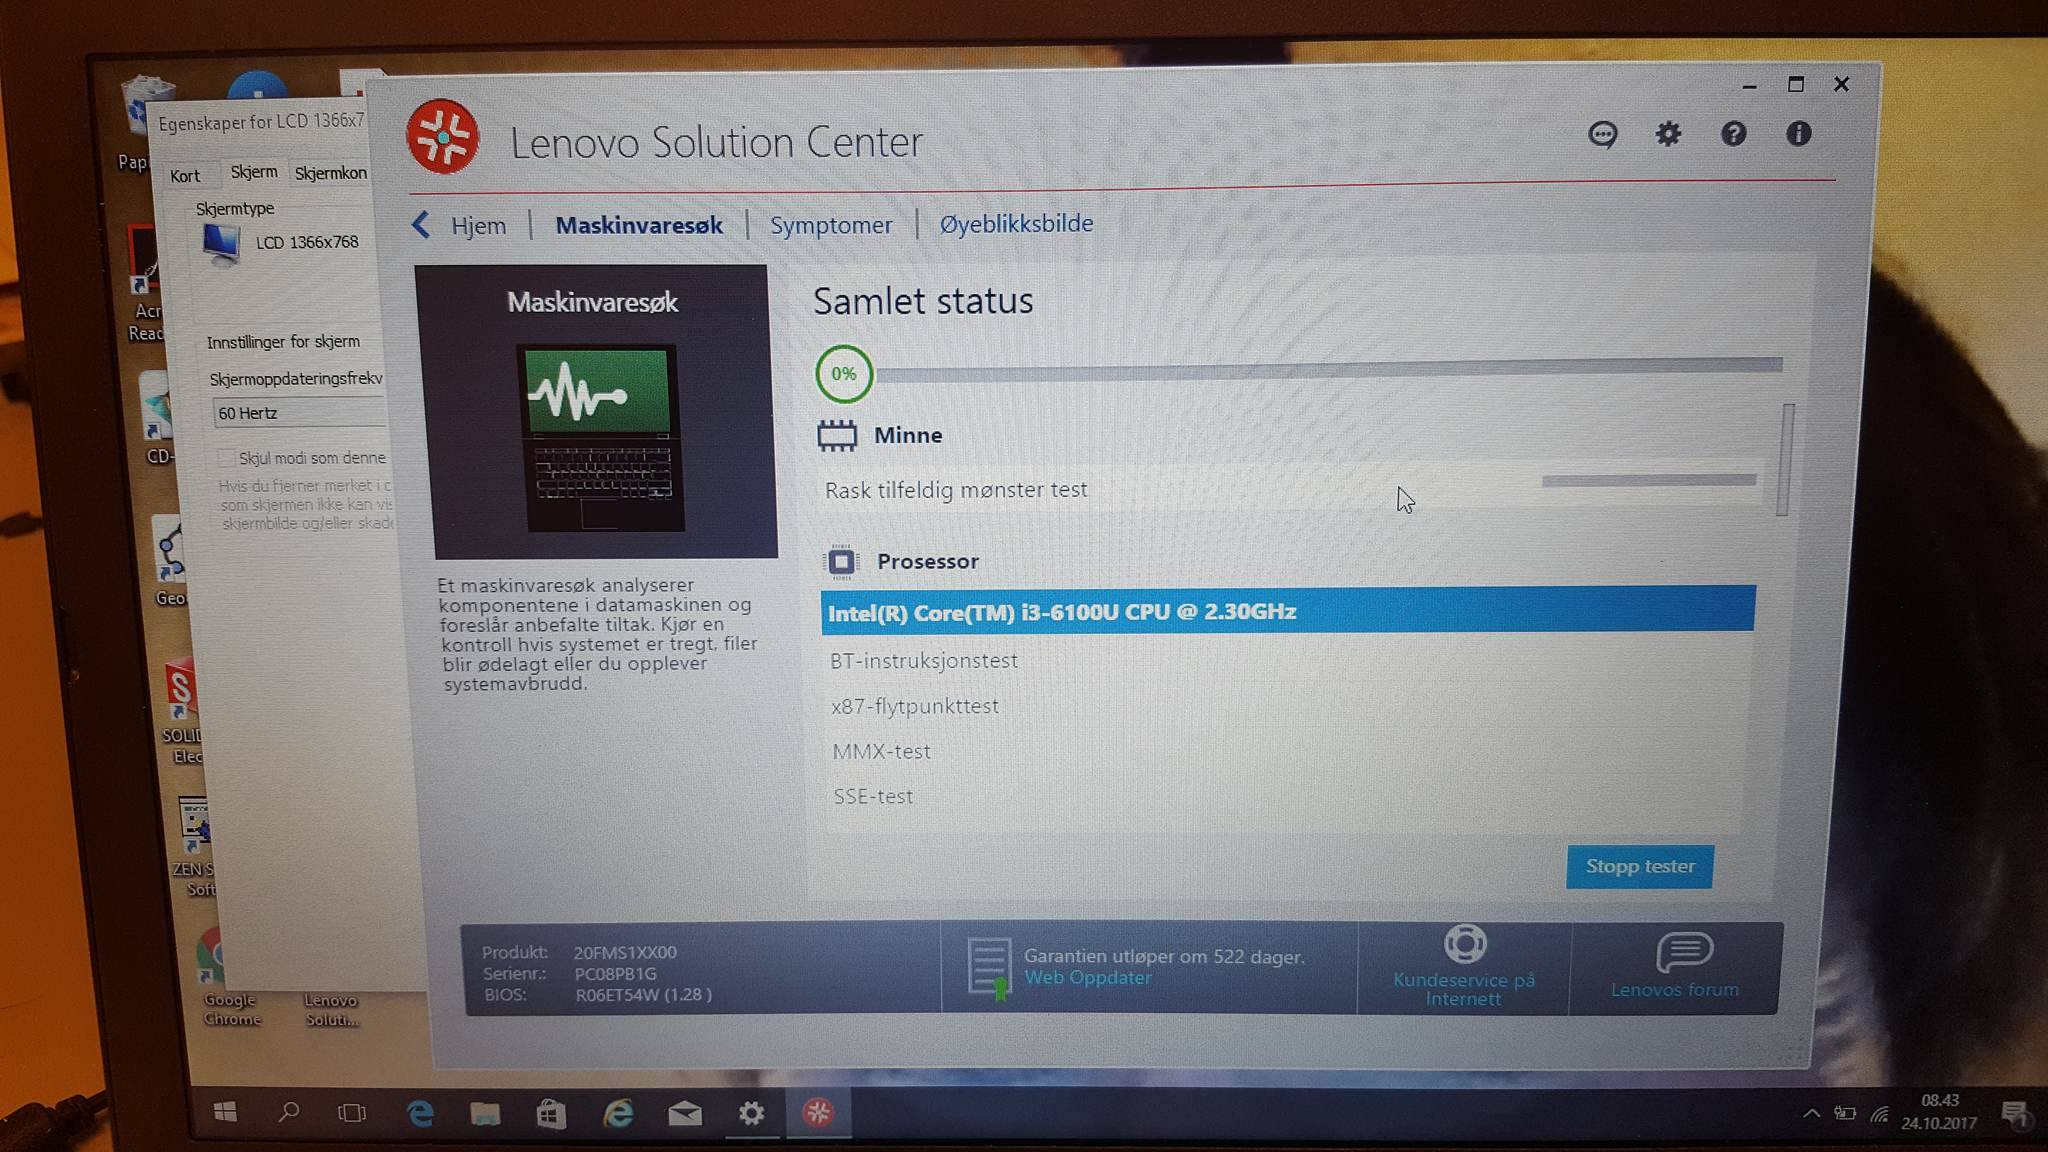 Pap
Acr
Read
CD-
Geo
SOLID
Elec
ZEN S
Soft
Google
Chrome
Lenovo
Soluti...
Egenskaper for LCD 1366x7
Kort
Skjerm
Skjermkon
Skjermtype
LCD 1366x768
Innstillinger for skjerm
Skjermoppdateringsfrekv
60 Hertz
Skjul modi som denne
Hvis du fjerner merket i c
som skjermen ikke kan vis
skjermbilde og/eller skade
Lenovo Solution Center
Hjem
Maskinvaresøk
Symptomer
Øyeblikksbilde
Maskinvaresøk
Et maskinvaresøk analyserer
komponentene i datamaskinen og
foreslår anbefalte tiltak. Kjør en
kontroll hvis systemet er tregt, filer
blir ødelagt eller du opplever
systemavbrudd.
Samlet status
0%
Minne
Rask tilfeldig mønster test
Prosessor
Intel(R) Core(TM) i3-6100U CPU @ 2.30GHz
BT-instruksjonstest
x87-flytpunkttest
MMX-test
SSE-test
Stopp tester
Produkt: 20FMS1XX00
Serienr.: PC08PB1G
BIOS: R06ET54W (1.28 )
Garantien utløper om 522 dager.
Web Oppdater
Kundeservice på
Internett
Lenovos forum
08.43
24.10.2017
1